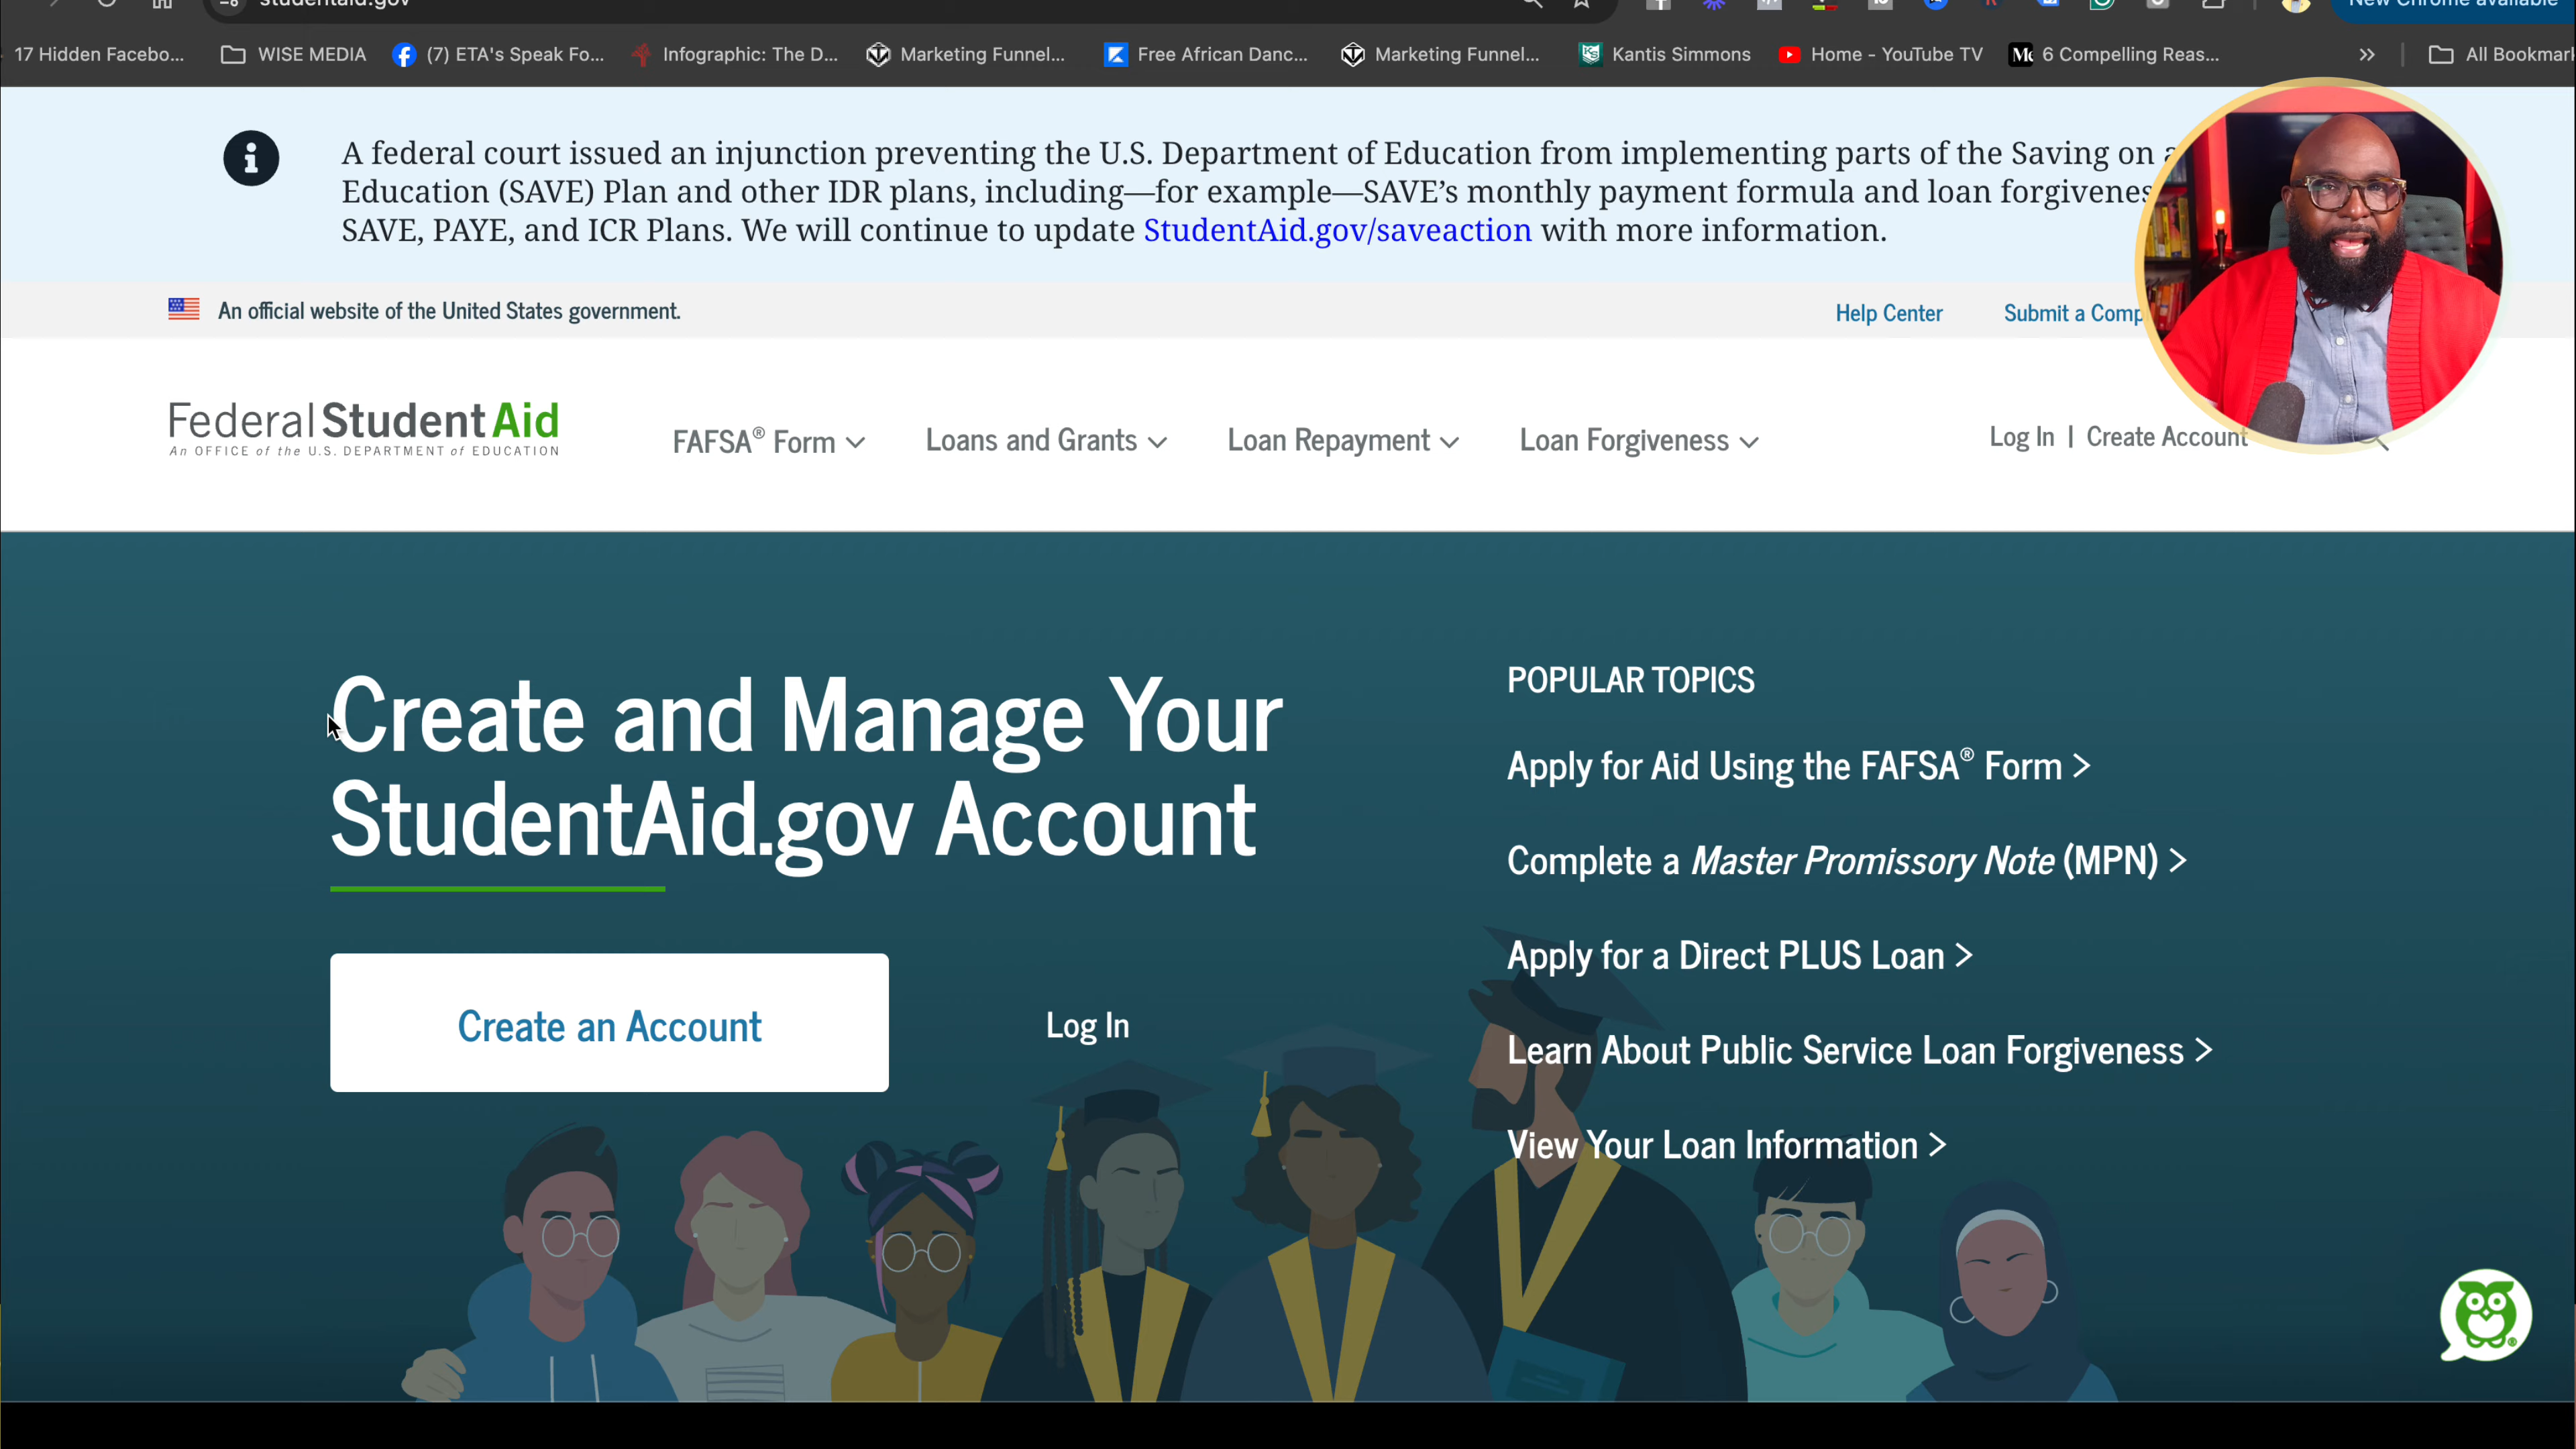 studentaid.gov
New Chrome available
17 Hidden Facebo...
WISE MEDIA
(7) ETA's Speak Fo...
Infographic: The D...
Marketing Funnel...
Free African Danc...
Marketing Funnel...
Kantis Simmons
Home - YouTube TV
6 Compelling Reas...
All Bookmar
A federal court issued an injunction preventing the U.S. Department of Education from implementing parts of the Saving on a
Education (SAVE) Plan and other IDR plans, including—for example—SAVE’s monthly payment formula and loan forgivenes
SAVE, PAYE, and ICR Plans. We will continue to update StudentAid.gov/saveaction with more information.
An official website of the United States government.
Help Center
Submit a Comp
Federal Student Aid
An OFFICE of the U.S. DEPARTMENT of EDUCATION
FAFSA® Form
Loans and Grants
Loan Repayment
Loan Forgiveness
Log In | Create Account
Create and Manage Your
StudentAid.gov Account
Create an Account
Log In
POPULAR TOPICS
Apply for Aid Using the FAFSA® Form >
Complete a Master Promissory Note (MPN) >
Apply for a Direct PLUS Loan >
Learn About Public Service Loan Forgiveness >
View Your Loan Information >